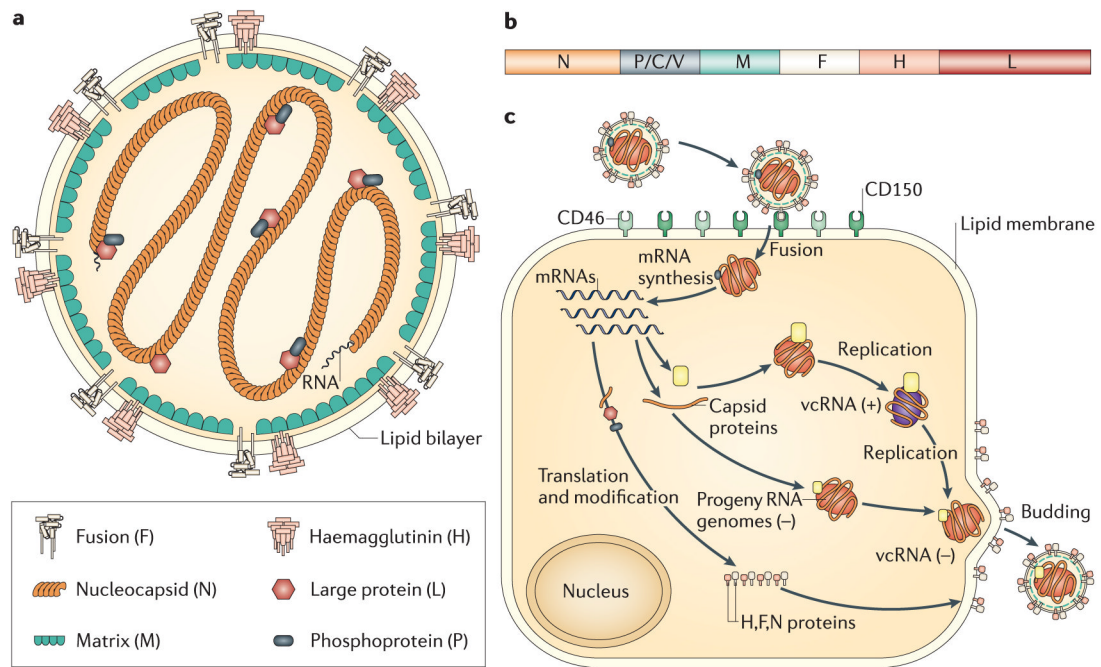 a
RNA
Lipid bilayer
Fusion (F)
Haemagglutinin (H)
Nucleocapsid (N)
Large protein (L)
Matrix (M)
Phosphoprotein (P)
b
N P/C/V M F H L
c
CD150
CD46
Lipid membrane
Fusion
mRNA
synthesis
mRNAs
Replication
vcRNA (+)
Capsid
proteins
Replication
Translation
and modification
Progeny RNA
genomes (–)
Budding
vcRNA (–)
Nucleus
H,F,N proteins